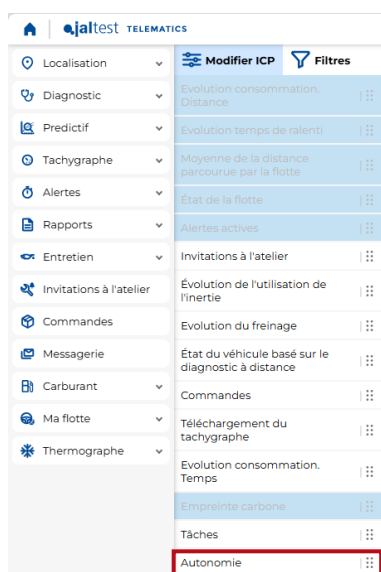 jaltest TELEMATICS
Localisation
Diagnostic
Predictif
Tachygraphe
Alertes
Rapports
Entretien
Invitations à l'atelier
Commandes
Messagerie
Carburant
Ma flotte
Thermographe
Modifier ICP
Filtres
Evolution consommation.
Distance
Evolution temps de ralenti
Moyenne de la distance
parcourue par la flotte
État de la flotte
Alertes actives
Invitations à l'atelier
Évolution de l'utilisation de
l'inertie
Evolution du freinage
État du véhicule basé sur le
diagnostic à distance
Commandes
Téléchargement du
tachygraphe
Evolution consommation.
Temps
Empreinte carbone
Tâches
Autonomie